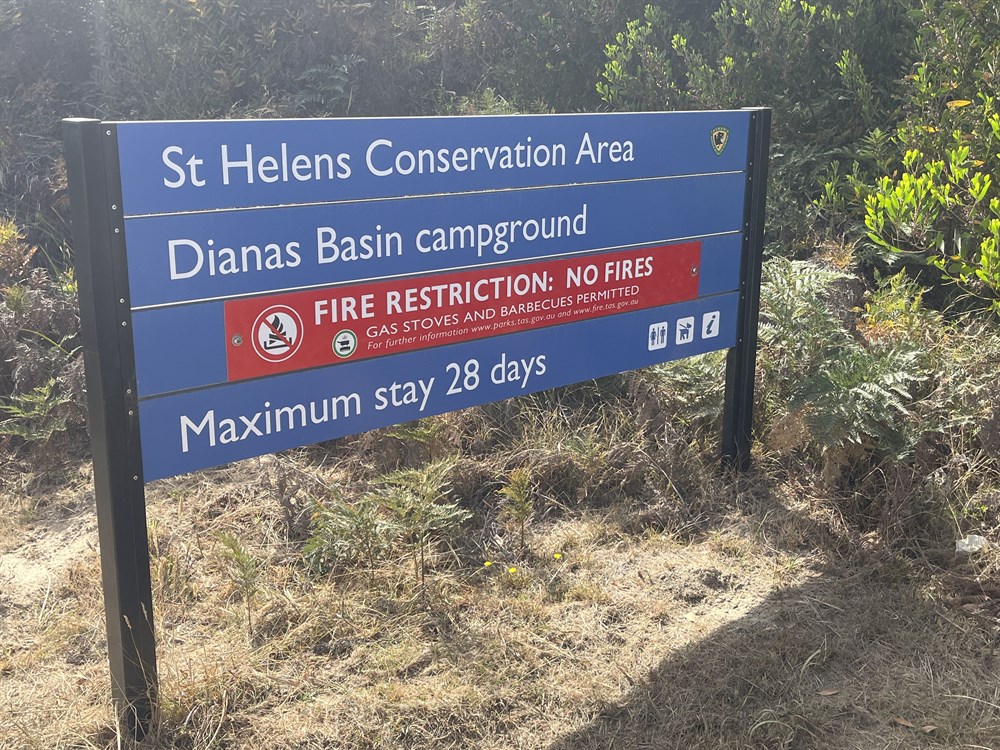 St Helens Conservation Area
Dianas Basin campground
FIRE RESTRICTION: NO FIRES
GAS STOVES AND BARBECUES PERMITTED
For further information www.parks.tas.gov.au and www.fire.tas.gov.au
Maximum stay 28 days